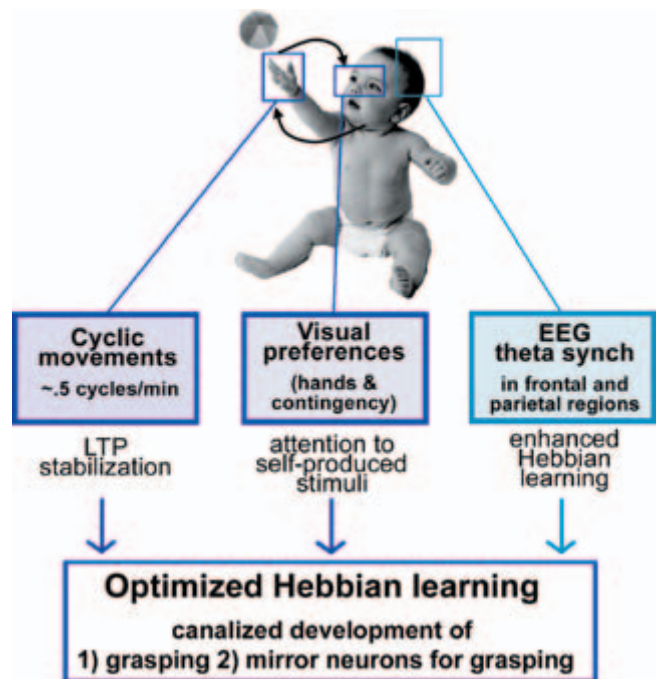 Cyclic
movements
~.5 cycles/min
Visual
preferences
(hands &
contingency)
EEG
theta synch
in frontal and
parietal regions
LTP
stabilization
attention to
self-produced
stimuli
enhanced
Hebbian
learning
Optimized Hebbian learning
canalized development of
1) grasping 2) mirror neurons for grasping